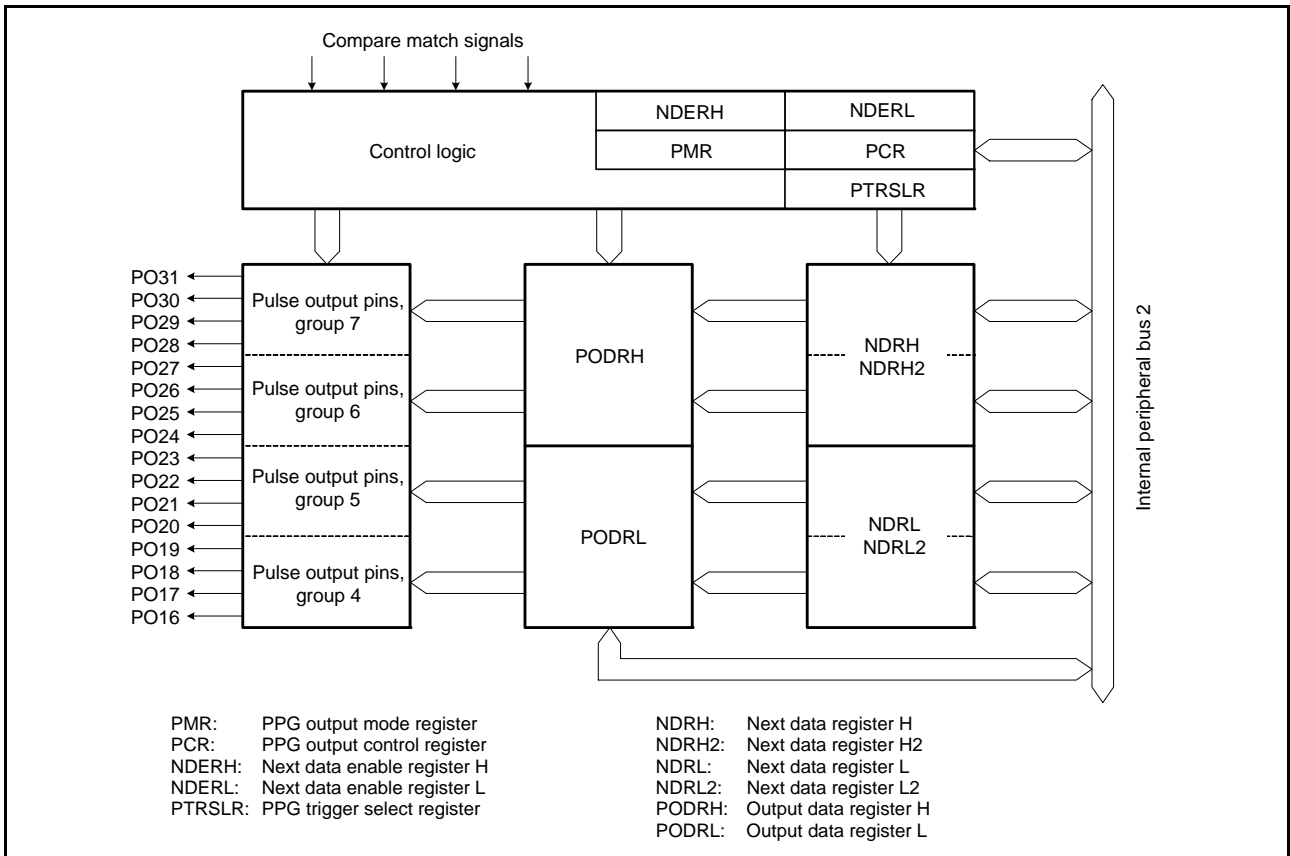 Compare match signals
NDERH
NDERL
Control logic
PMR
PCR
PTRSLR
PO31
PO30
PO29
PO28
PO27
PO26
PO25
PO24
PO23
PO22
PO21
PO20
PO19
PO18
PO17
PO16
Pulse output pins,
group 7
Pulse output pins,
group 6
Pulse output pins,
group 5
Pulse output pins,
group 4
PODRH
PODRL
NDRH
NDRH2
NDRL
NDRL2
Internal peripheral bus 2
PMR: PPG output mode register
PCR: PPG output control register
NDERH: Next data enable register H
NDERL: Next data enable register L
PTRSLR: PPG trigger select register
NDRH: Next data register H
NDRH2: Next data register H2
NDRL: Next data register L
NDRL2: Next data register L2
PODRH: Output data register H
PODRL: Output data register L